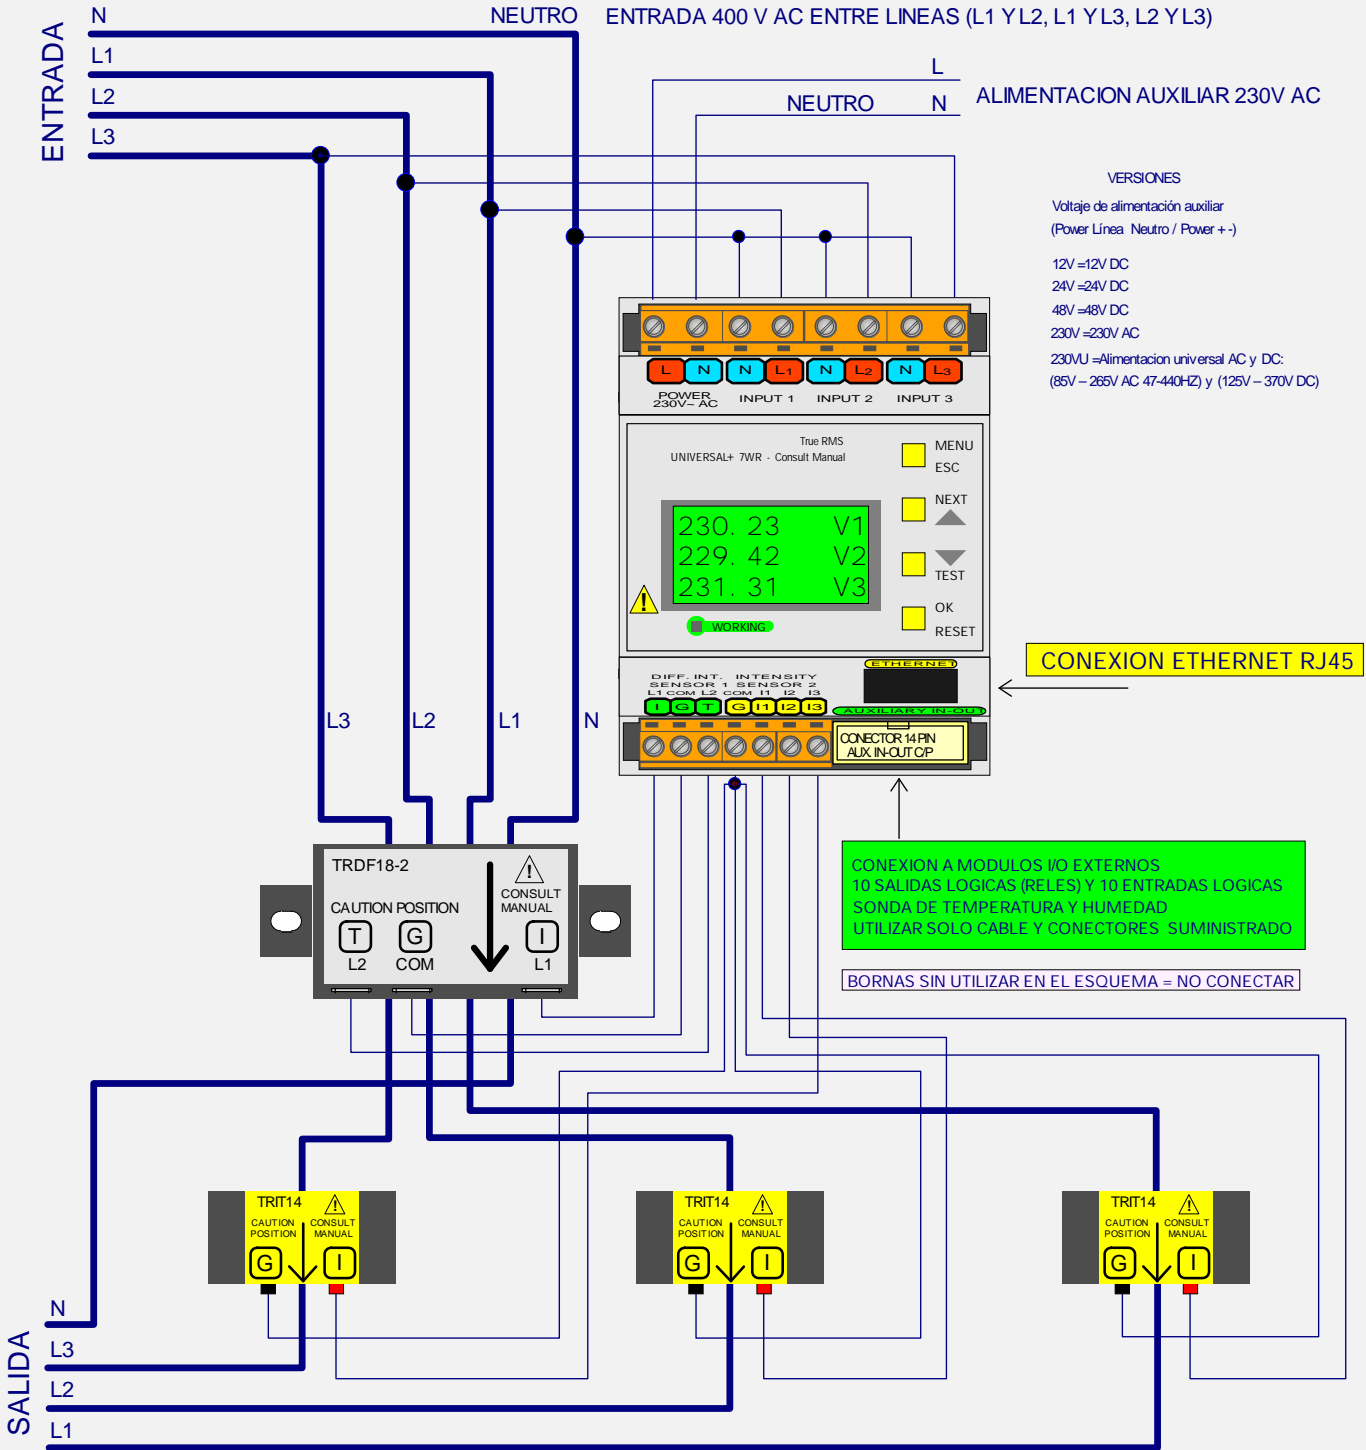 N
NEUTRO
ENTRADA 400 V AC ENTRE LINEAS (L1 Y L2, L1 Y L3, L2 Y L3)
ENTRADA
L1
L2
L3
L
NEUTRO N
ALIMENTACION AUXILIAR 230V AC
VERSIONES
Voltaje de alimentación auxiliar
(Power Línea Neutro / Power + -)
12V =12V DC
24V =24V DC
48V =48V DC
230V =230V AC
230VU =Alimentacion universal AC y DC:
(85V – 265V AC 47-440HZ) y (125V – 370V DC)
L N N L1 N L2 N L3
POWER
230V~ AC
INPUT 1
INPUT 2
INPUT 3
True RMS
UNIVERSAL+ 7WR - Consult Manual
MENU
ESC
NEXT
TEST
OK
RESET
230. 23 V1
229. 42 V2
231. 31 V3
!
WORKING
ETHERNET
CONEXION ETHERNET RJ45
DIFF. INT. INTENSITY
SENSOR 1 SENSOR 2
L1 COM L2 COM I1 I2 I3
I G T G I1 I2 I3
AUXILIARY IN-OUT
CONECTOR 14 PIN
AUX. IN-OUT C/P
L3
L2
L1
N
CONEXION A MODULOS I/O EXTERNOS
10 SALIDAS LOGICAS (RELES) Y 10 ENTRADAS LOGICAS
SONDA DE TEMPERATURA Y HUMEDAD
UTILIZAR SOLO CABLE Y CONECTORES SUMINISTRADO
BORNAS SIN UTILIZAR EN EL ESQUEMA = NO CONECTAR
TRDF18-2
!
CONSULT
MANUAL
CAUTION POSITION
T G I
L2 COM L1
TRIT14
!
CAUTION
POSITION
CONSULT
MANUAL
G I
TRIT14
!
CAUTION
POSITION
CONSULT
MANUAL
G I
TRIT14
!
CAUTION
POSITION
CONSULT
MANUAL
G I
SALIDA
N
L3
L2
L1